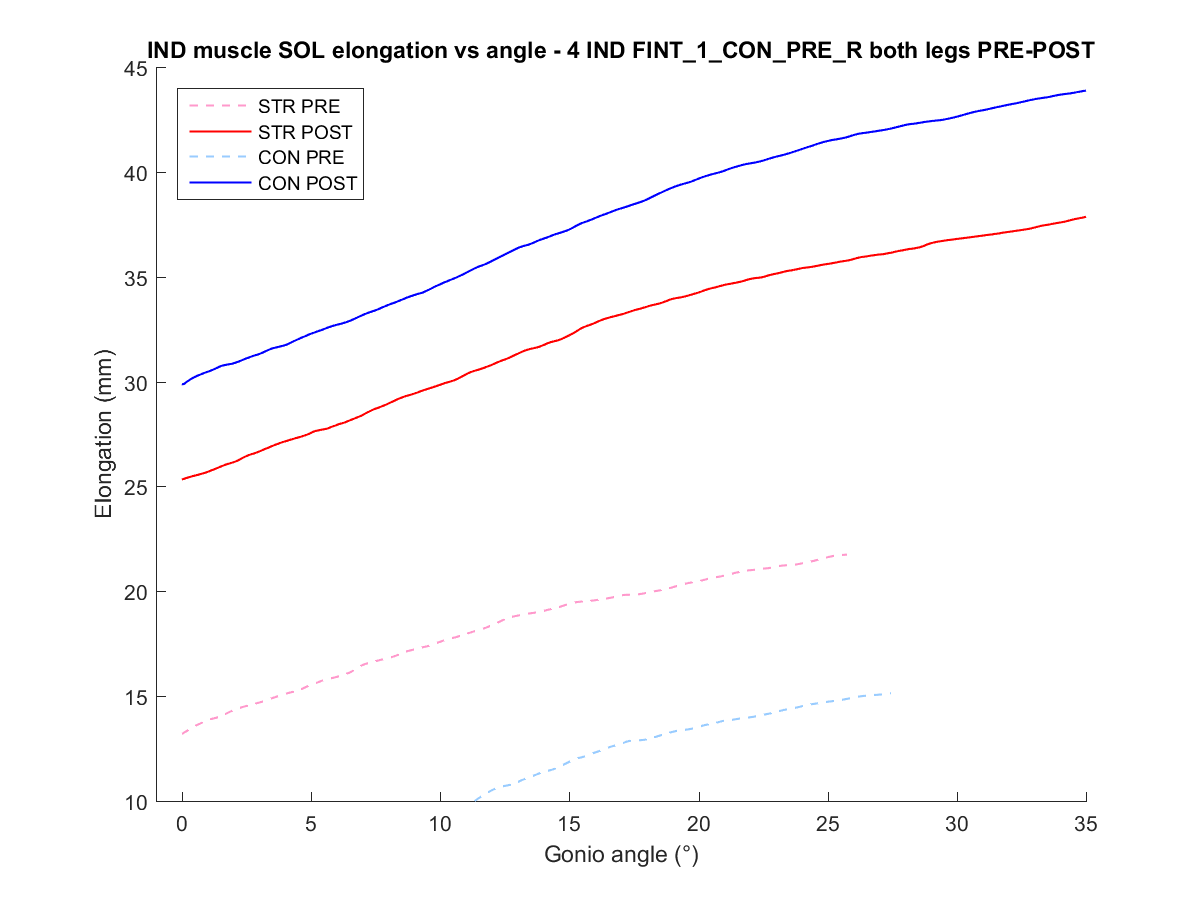 IND muscle SOL elongation vs angle - 4 IND FINT_1_CON_PRE_R both legs PRE-POST
45
STR PRE
STR POST
CON PRE
CON POST
40
35
30
25
20
15
10
Elongation (mm)
0 5 10 15 20 25 30 35
Gonio angle (°)